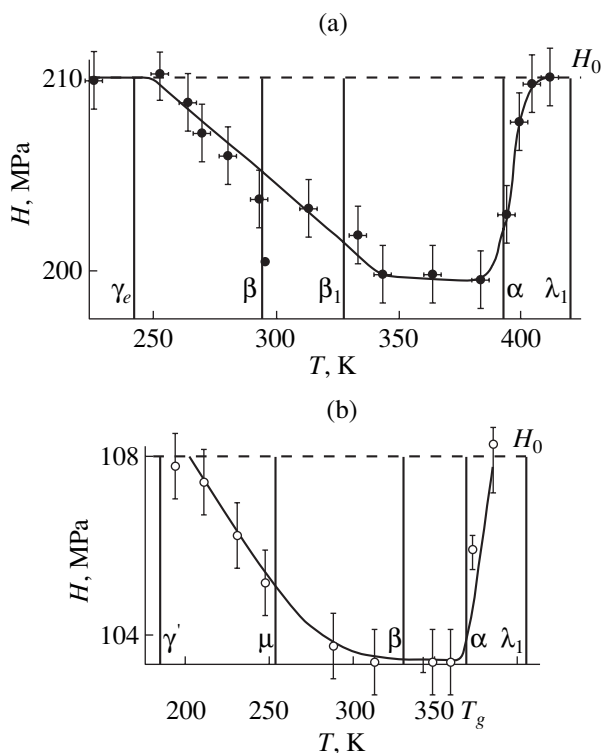 (a)
H₀
210
H, MPa
200
γₑ β β₁ α λ₁
250 300 350 400
T, K
(b)
108 H₀
H, MPa
104
γ' μ β α λ₁
200 250 300 350 T_g
T, K